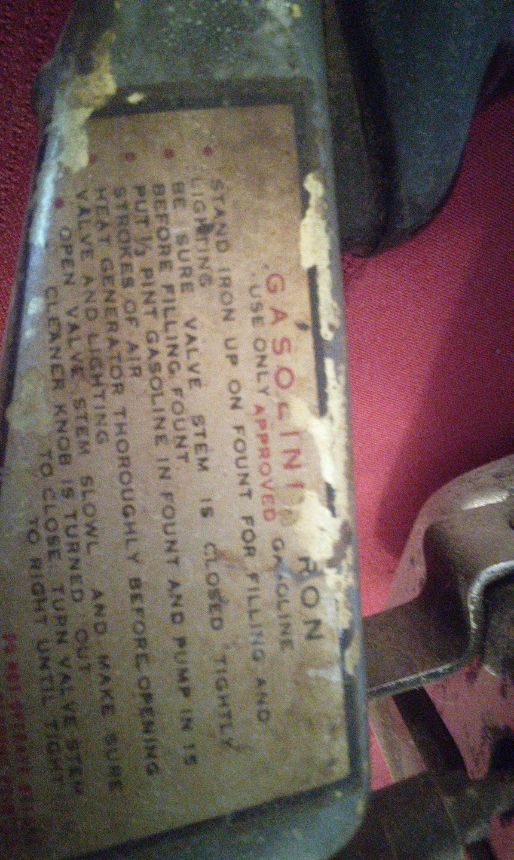 GASOLINE IRON
USE ONLY APPROVED GASOLINE
STAND IRON UP ON FOUNT FOR FILLING AND
LIGHTING
BE SURE VALVE STEM IS CLOSED TIGHTLY
BEFORE FILLING FOUNT
PUT 1/3 PINT GASOLINE IN FOUNT AND PUMP IN 15
STROKES OF AIR
HEAT GENERATOR THOROUGHLY BEFORE OPENING
VALVE AND LIGHTING
OPEN VALVE STEM SLOWL AND MAKE SURE
CLEANER KNOB IS TURNED OUT
TO CLOSE TURN VALVE STEM
TO RIGHT UNTIL TIGHT